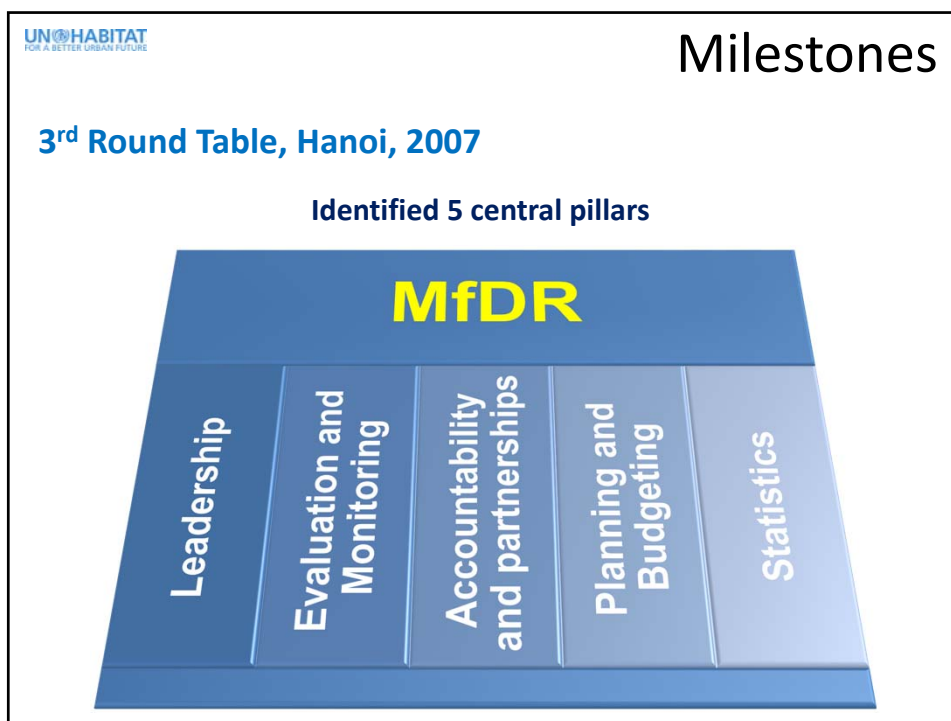 UN HABITAT
FOR A BETTER URBAN FUTURE
Milestones
3rd Round Table, Hanoi, 2007
Identified 5 central pillars
MfDR
Leadership
Evaluation and
Monitoring
Accountability
and partnerships
Planning and
Budgeting
Statistics